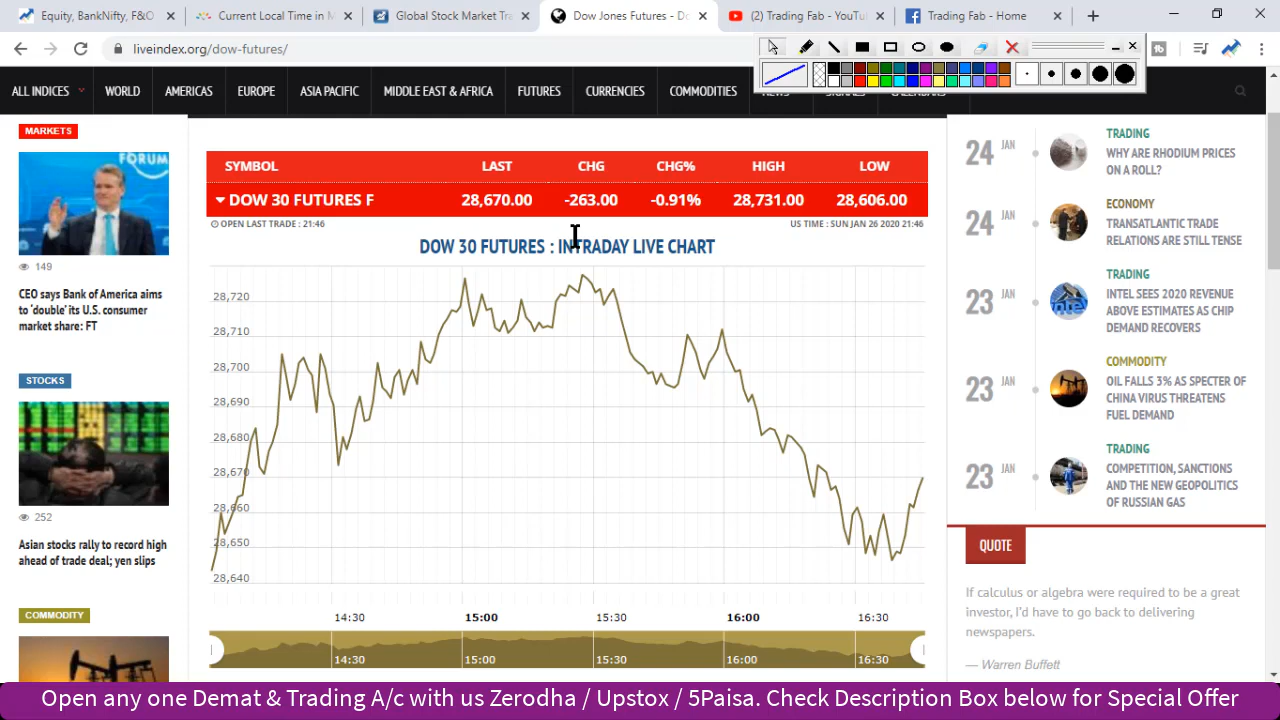 Equity, BankNifty, F&O
Current Local Time in M
Global Stock Market Tra
Dow Jones Futures - Do
(2) Trading Fab - YouTu
Trading Fab - Home
liveindex.org/dow-futures/
ALL INDICES
WORLD
AMERICAS
EUROPE
ASIA PACIFIC
MIDDLE EAST & AFRICA
FUTURES
CURRENCIES
COMMODITIES
MARKETS
FORUM
149
CEO says Bank of America aims
to 'double' its U.S. consumer
market share: FT
STOCKS
252
Asian stocks rally to record high
ahead of trade deal; yen slips
COMMODITY
SYMBOL LAST CHG CHG% HIGH LOW
DOW 30 FUTURES F 28,670.00 -263.00 -0.91% 28,731.00 28,606.00
OPEN LAST TRADE : 21:46
US TIME : SUN JAN 26 2020 21:46
DOW 30 FUTURES : INTRADAY LIVE CHART
28,720
28,710
28,700
28,690
28,680
28,670
28,660
28,650
28,640
14:30 15:00 15:30 16:00 16:30
14:30 15:00 15:30 16:00 16:30
24 JAN
TRADING
WHY ARE RHODIUM PRICES
ON A ROLL?
24 JAN
ECONOMY
TRANSATLANTIC TRADE
RELATIONS ARE STILL TENSE
23 JAN
TRADING
INTEL SEES 2020 REVENUE
ABOVE ESTIMATES AS CHIP
DEMAND RECOVERS
23 JAN
COMMODITY
OIL FALLS 3% AS SPECTER OF
CHINA VIRUS THREATENS
FUEL DEMAND
23 JAN
TRADING
COMPETITION, SANCTIONS
AND THE NEW GEOPOLITICS
OF RUSSIAN GAS
QUOTE
If calculus or algebra were required to be a great
investor, I'd have to go back to delivering
newspapers.
— Warren Buffett
Open any one Demat & Trading A/c with us Zerodha / Upstox / 5Paisa. Check Description Box below for Special Offer